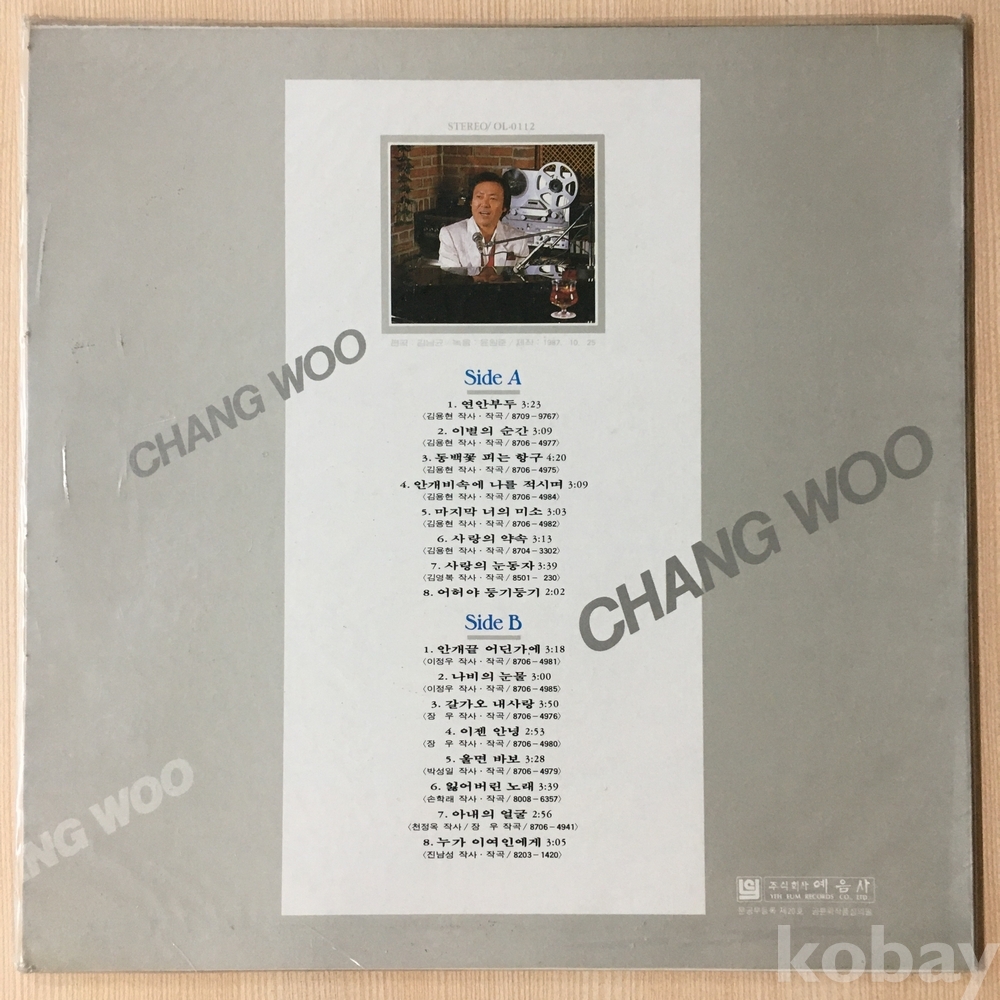 STEREO/ OL-0112
1987. 10. 25
Side A
1. 연안부두 3:23
〈김용현 작사·작곡/8709-9767〉
2. 이별의 순간 3:09
〈김용현 작사·작곡/8706-4977〉
3. 동백꽃 피는 항구 4:20
〈김용현 작사·작곡/8706-4975〉
4. 안개비속에 나를 적시며 3:09
〈김용현 작사·작곡/8706-4984〉
5. 마지막 너의 미소 3:03
〈김용현 작사·작곡/8706-4982〉
6. 사랑의 약속 3:13
〈김용현 작사·작곡/8704-3302〉
7. 사랑의 눈동자 3:39
〈김영복 작사·작곡/8501- 230〉
8. 어허야 둥기둥기 2:02
Side B
1. 안개끝 어딘가에 3:18
〈이정우 작사·작곡/8706-4981〉
2. 나비의 눈물 3:00
〈이정우 작사·작곡/8706-4985〉
3. 갈가오 내사랑 3:50
〈장 우 작사·작곡/8706-4976〉
4. 이젠 안녕 2:53
〈장 우 작사·작곡/8706-4980〉
5. 울면 바보 3:28
〈박성일 작사·작곡/8706-4979〉
6. 잃어버린 노래 3:39
〈손학래 작사·작곡/8008-6357〉
7. 아내의 얼굴 2:56
〈천정옥 작사/장 우 작곡/8706-4941〉
8. 누가 이여인에게 3:05
〈진남성 작사·작곡/8203-1420〉
CHANG WOO
CHANG WOO
CHANG WOO
주식회사 예음사
YEH EUM RECORDS CO., LTD.
kobay